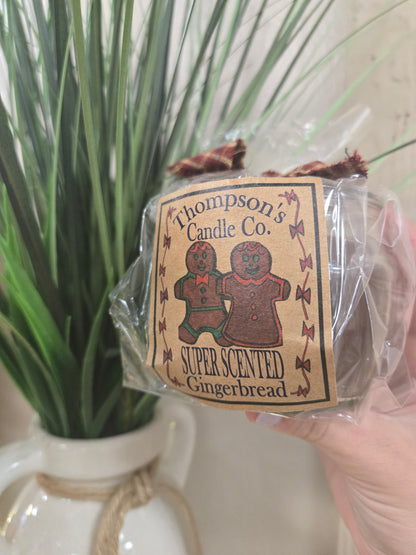 Thompson's
Candle Co.
SUPER SCENTED
Gingerbread